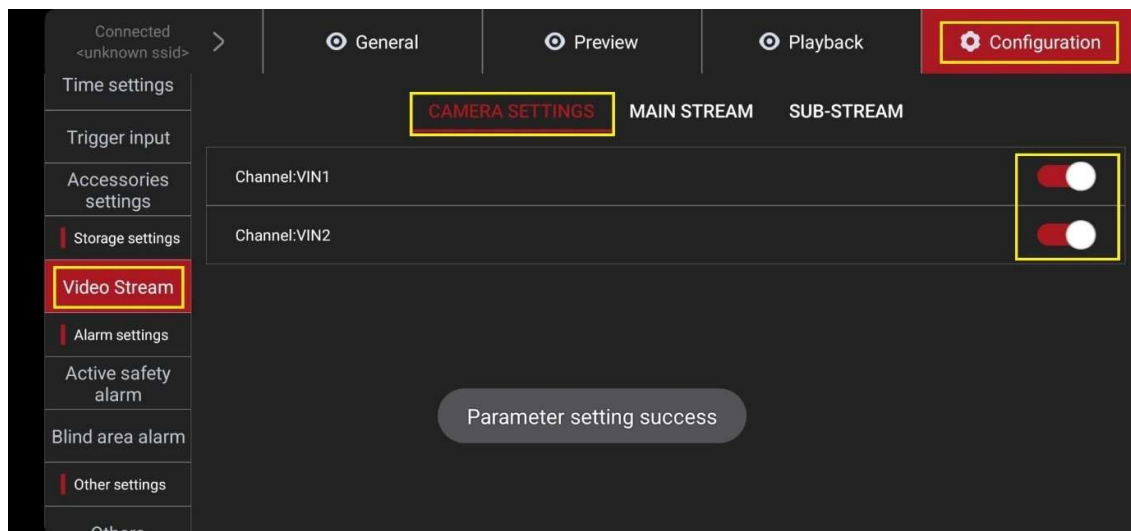 Connected
<unknown ssid>
General
Preview
Playback
Configuration
Time settings
CAMERA SETTINGS
MAIN STREAM
SUB-STREAM
Trigger input
Accessories
settings
Channel:VIN1
Storage settings
Channel:VIN2
Video Stream
Alarm settings
Active safety
alarm
Parameter setting success
Blind area alarm
Other settings
Others